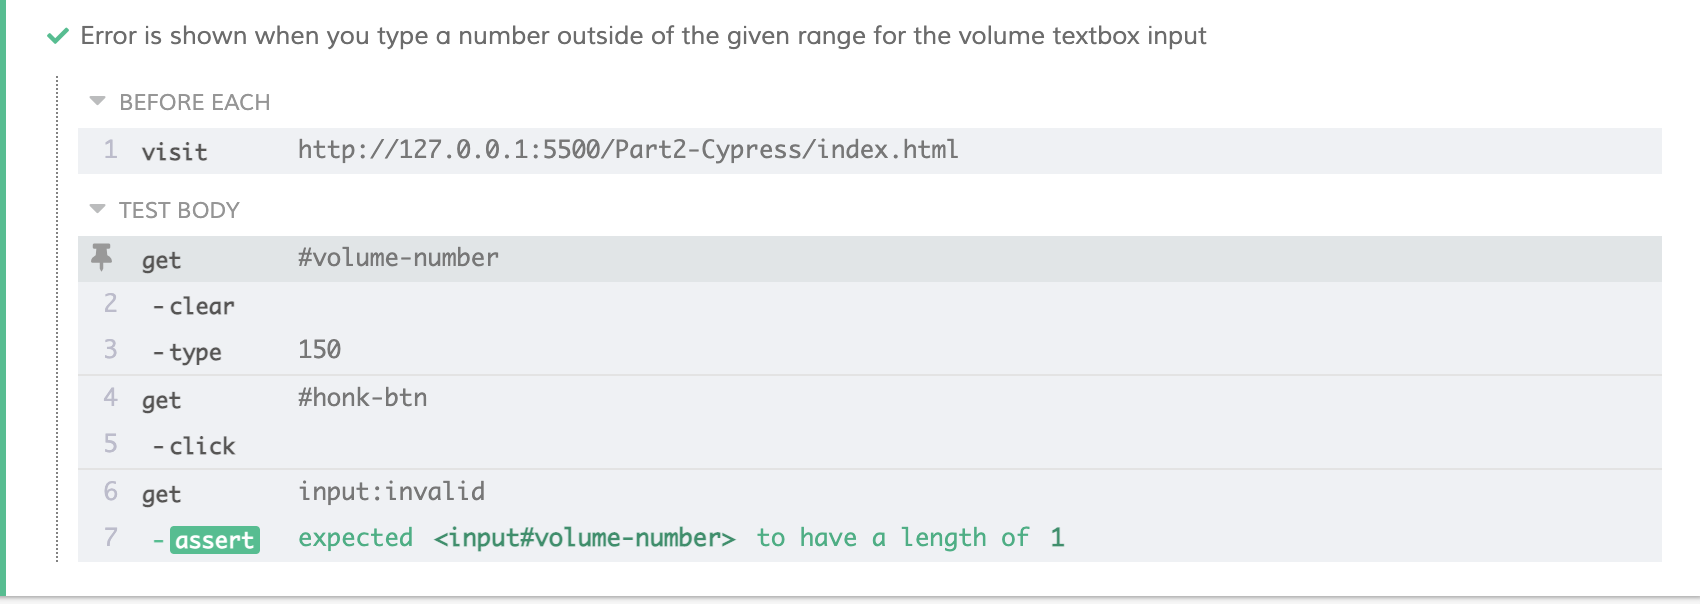 Error is shown when you type a number outside of the given range for the volume textbox input
BEFORE EACH
1 visit http://127.0.0.1:5500/Part2-Cypress/index.html
TEST BODY
get #volume-number
2 -clear
3 -type 150
4 get #honk-btn
5 -click
6 get input:invalid
7 -assert expected <input#volume-number> to have a length of 1